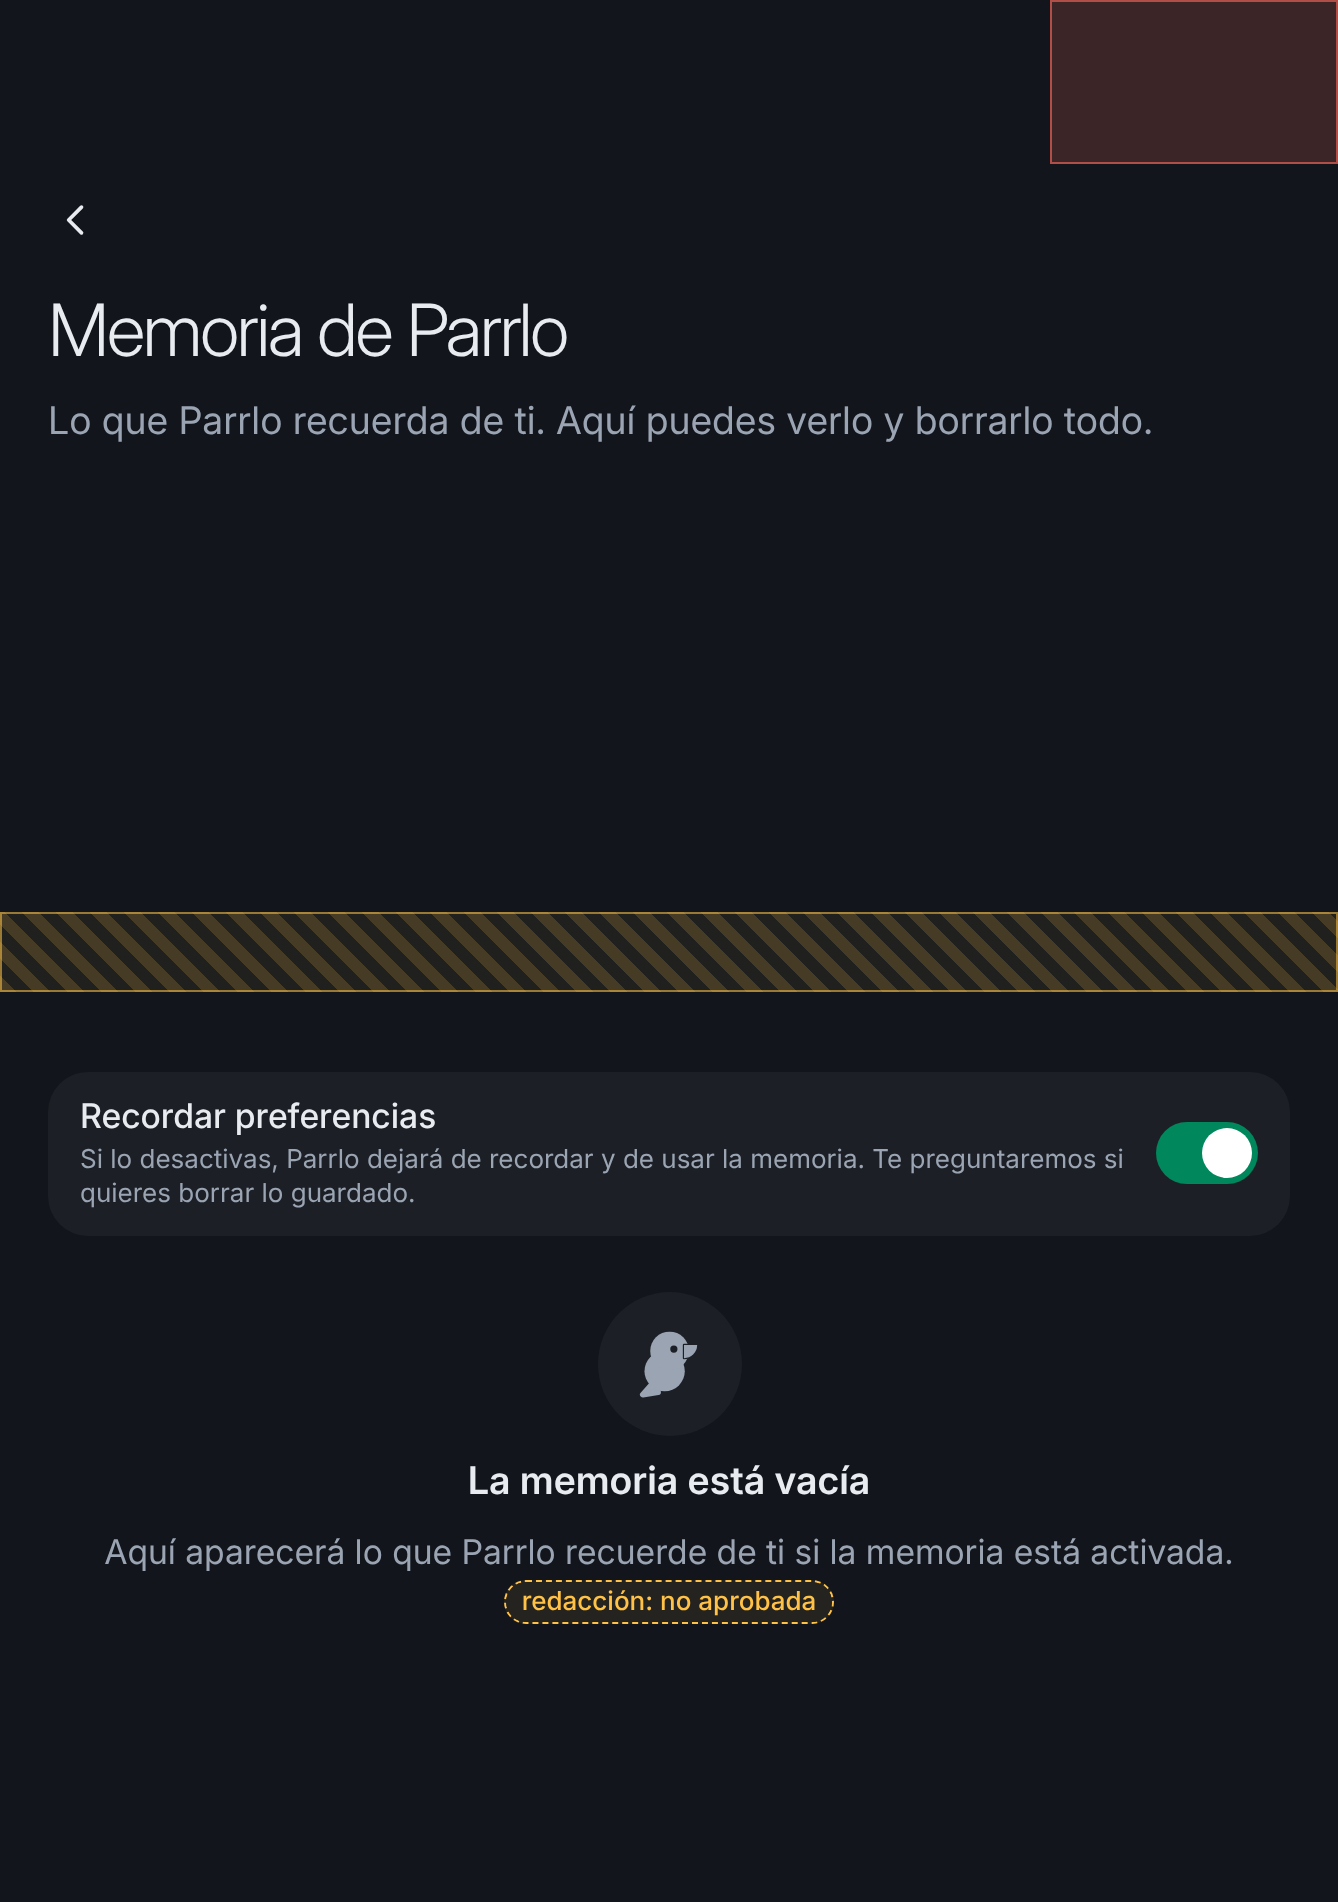 Memoria de Parrlo
Lo que Parrlo recuerda de ti. Aquí puedes verlo y borrarlo todo.
Recordar preferencias
Si lo desactivas, Parrlo dejará de recordar y de usar la memoria. Te preguntaremos si
quieres borrar lo guardado.
La memoria está vacía
Aquí aparecerá lo que Parrlo recuerde de ti si la memoria está activada.
redacción: no aprobada